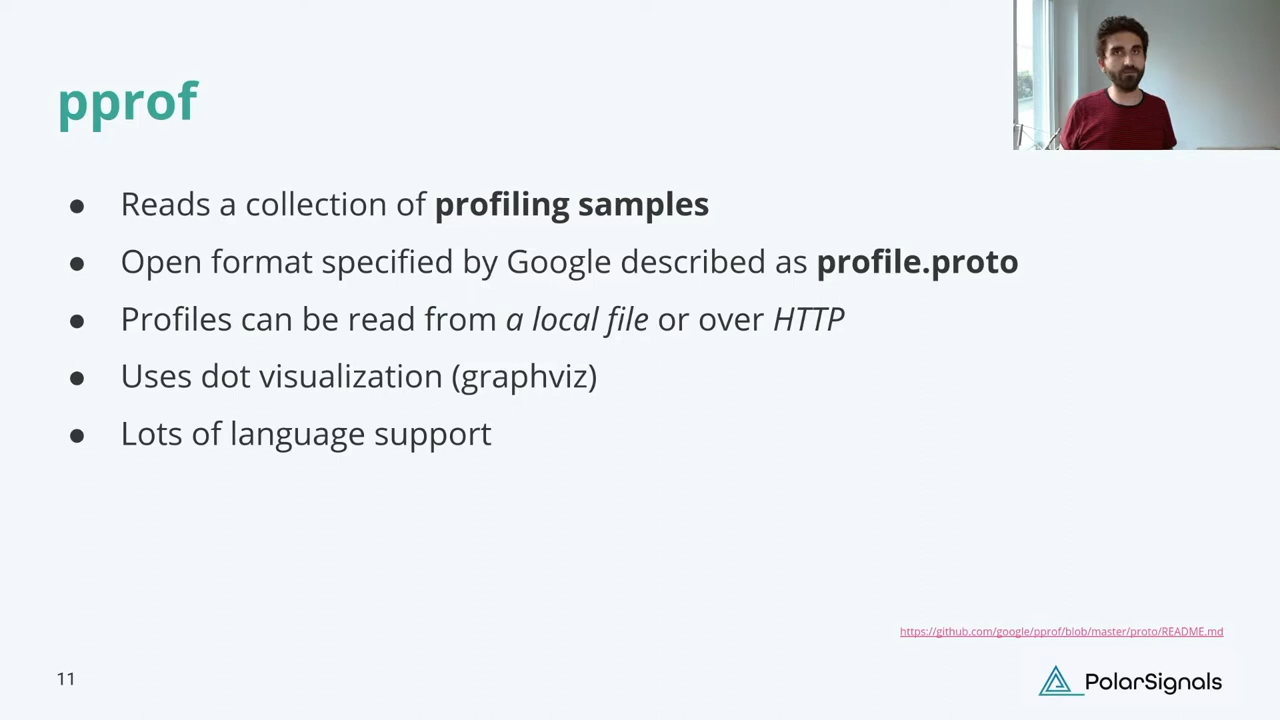 pprof
● Reads a collection of profiling samples
● Open format specified by Google described as profile.proto
● Profiles can be read from a local file or over HTTP
● Uses dot visualization (graphviz)
● Lots of language support
https://github.com/google/pprof/blob/master/proto/README.md
11
PolarSignals